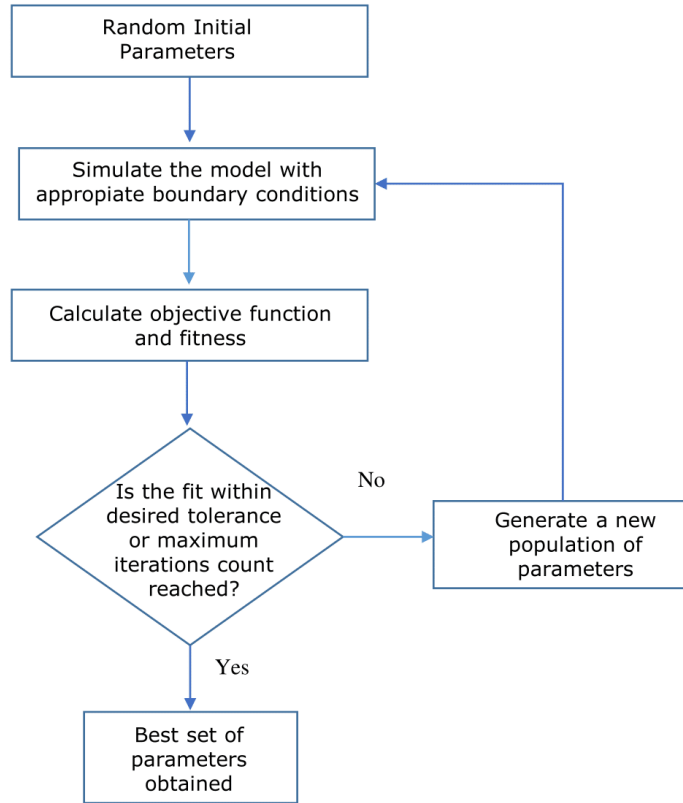 Random Initial
Parameters
Simulate the model with
appropiate boundary conditions
Calculate objective function
and fitness
Is the fit within
desired tolerance
or maximum
iterations count
reached?
No
Generate a new
population of
parameters
Yes
Best set of
parameters
obtained